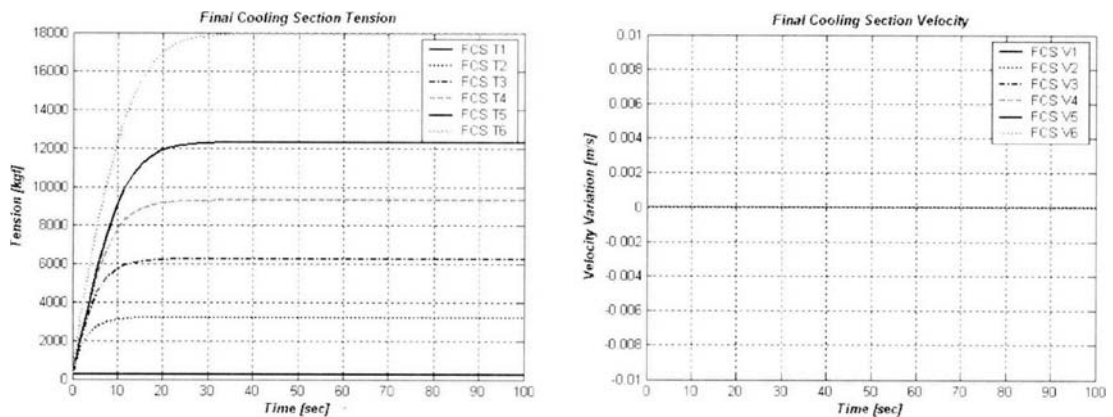 Final Cooling Section Tension
18000
16000
14000
12000
10000
8000
6000
4000
2000
0
Tension [kgf]
0 10 20 30 40 50 60 70 80 90 100
Time [sec]
FCS T1
FCS T2
FCS T3
FCS T4
FCS T5
FCS T6
Final Cooling Section Velocity
0.01
0.008
0.006
0.004
0.002
0
-0.002
-0.004
-0.006
-0.008
-0.01
Velocity Variation [m/s]
0 10 20 30 40 50 60 70 80 90 100
Time [sec]
FCS V1
FCS V2
FCS V3
FCS V4
FCS V5
FCS V6